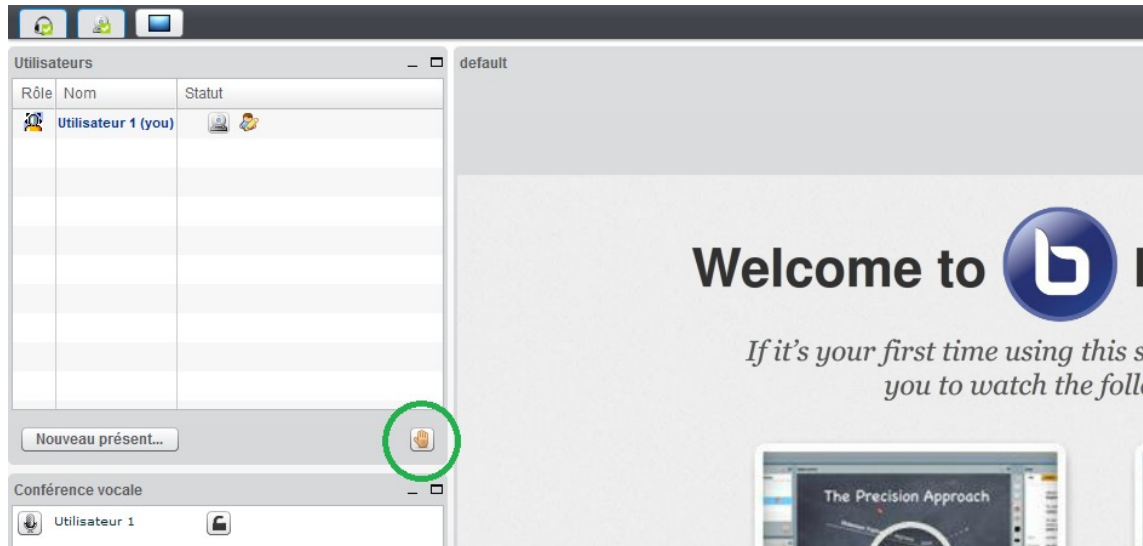 Utilisateurs
default
Rôle Nom Statut
Utilisateur 1 (you)
Welcome to
If it's your first time using this
you to watch the
Nouveau présent...
Conférence vocale
Utilisateur 1
The Precision Approach